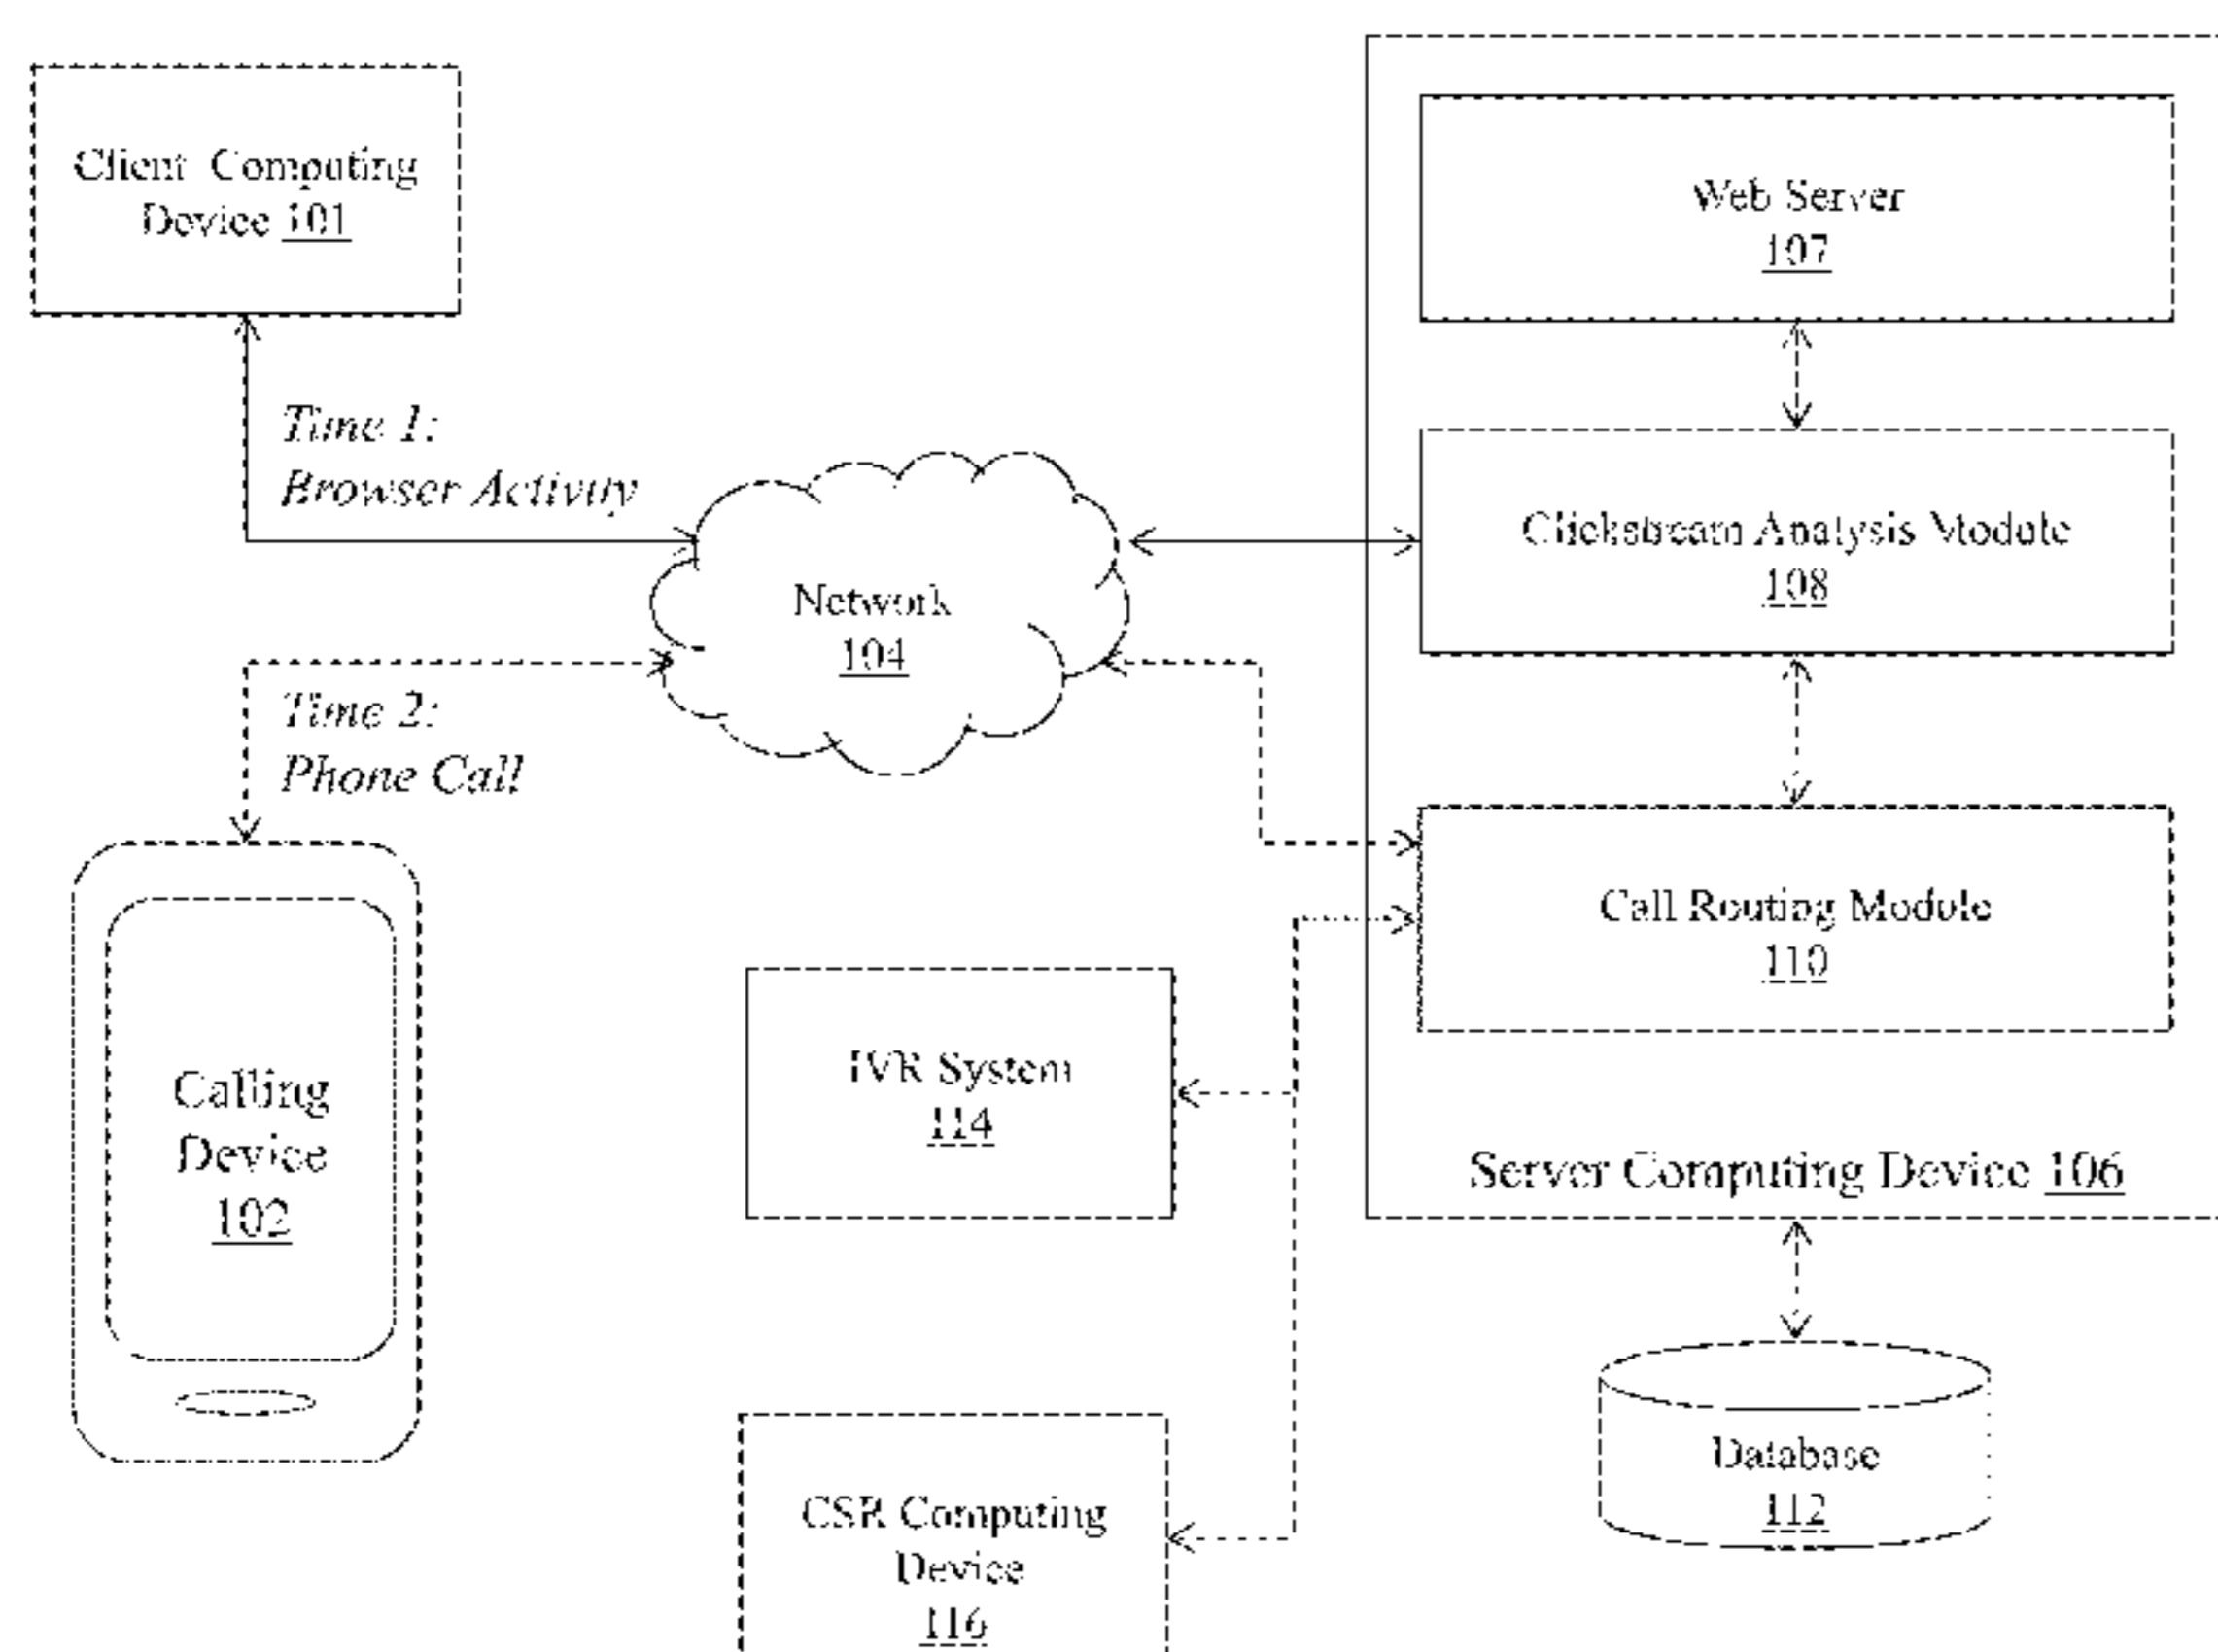 Client Computing
Device 101
Time 1:
Browser Activity
Network
104
Time 2:
Phone Call
Calling
Device
102
IVR System
114
CSR Computing
Device
116
Web Server
107
Clickstream Analysis Module
108
Call Routing Module
110
Server Computing Device 106
Database
112